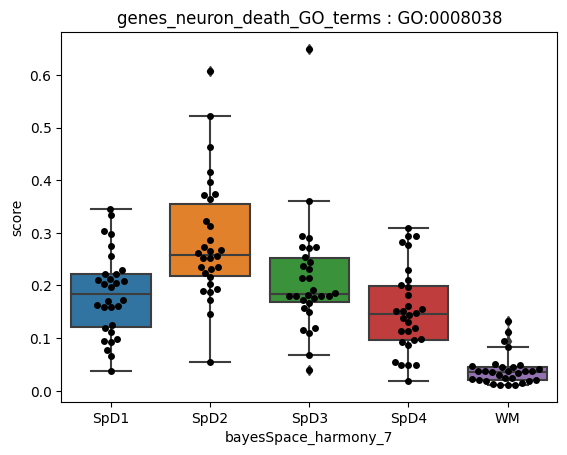 genes_neuron_death_GO_terms : GO:0008038
0.6
0.5
0.4
0.3
0.2
0.1
0.0
score
SpD1 SpD2 SpD3 SpD4 WM
bayesSpace_harmony_7